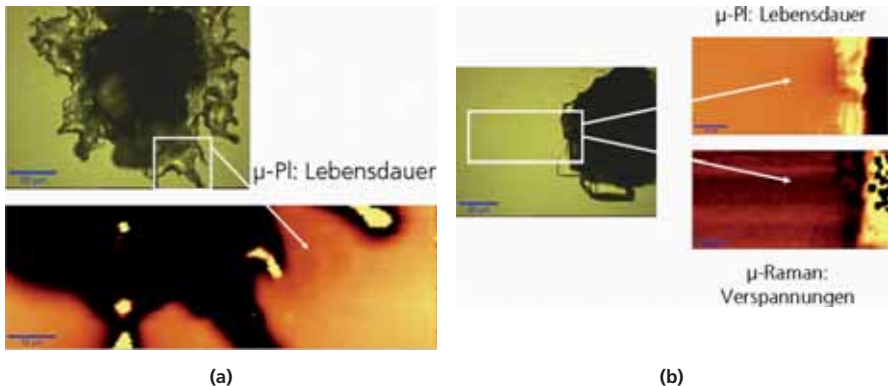 µ-Pl: Lebensdauer
(a)
µ-Pl: Lebensdauer
µ-Raman:
Verspannungen
(b)